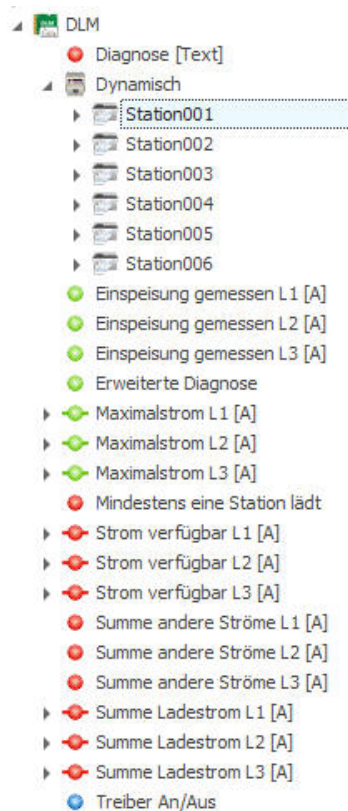 DLM
Diagnose [Text]
Dynamisch
Station001
Station002
Station003
Station004
Station005
Station006
Einspeisung gemessen L1 [A]
Einspeisung gemessen L2 [A]
Einspeisung gemessen L3 [A]
Erweiterte Diagnose
Maximalstrom L1 [A]
Maximalstrom L2 [A]
Maximalstrom L3 [A]
Mindestens eine Station lädt
Strom verfügbar L1 [A]
Strom verfügbar L2 [A]
Strom verfügbar L3 [A]
Summe andere Ströme L1 [A]
Summe andere Ströme L2 [A]
Summe andere Ströme L3 [A]
Summe Ladestrom L1 [A]
Summe Ladestrom L2 [A]
Summe Ladestrom L3 [A]
Treiber An/Aus